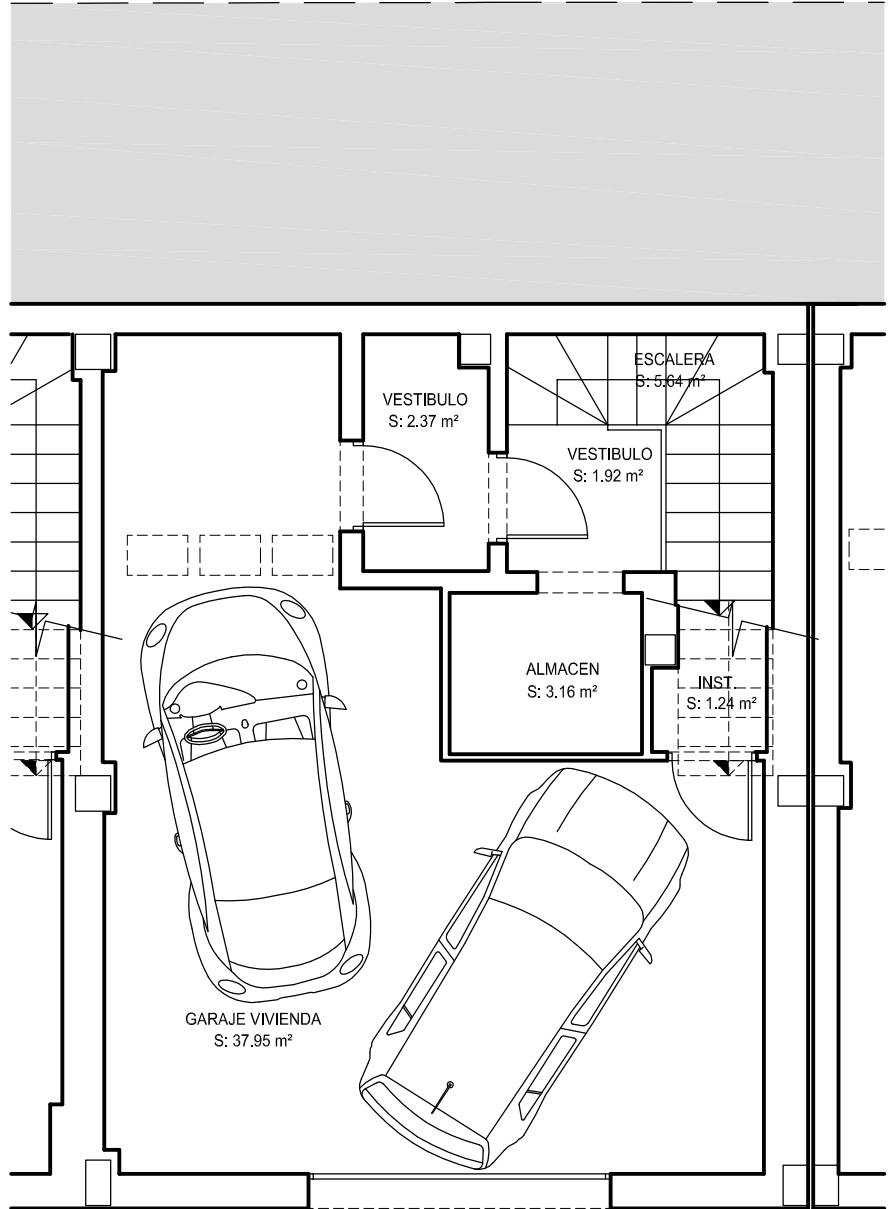 ESCALERA
S: 5.64 m²
VESTIBULO
S: 2.37 m²
VESTIBULO
S: 1.92 m²
ALMACEN
S: 3.16 m²
INST.
S: 1.24 m²
GARAJE VIVIENDA
S: 37.95 m²